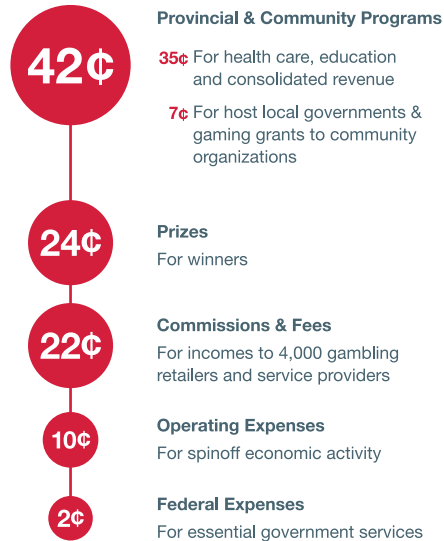 42¢
Provincial & Community Programs
35¢ For health care, education
and consolidated revenue
7¢ For host local governments &
gaming grants to community
organizations
24¢
Prizes
For winners
22¢
Commissions & Fees
For incomes to 4,000 gambling
retailers and service providers
10¢
Operating Expenses
For spinoff economic activity
2¢
Federal Expenses
For essential government services